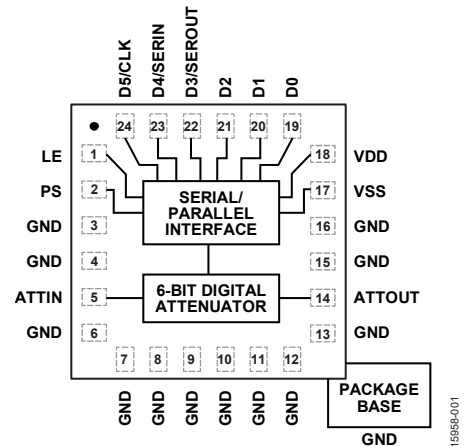 D5/CLK
D4/SERIN
D3/SEROUT
D2
D1
D0
24
23
22
21
20
19
LE 1
PS 2
GND 3
GND 4
ATTIN 5
GND 6
SERIAL/
PARALLEL
INTERFACE
6-BIT DIGITAL
ATTENUATOR
18 VDD
17 VSS
16 GND
15 GND
14 ATTOUT
13 GND
7
8
9
10
11
12
GND
GND
GND
GND
GND
GND
PACKAGE
BASE
GND
15958-001